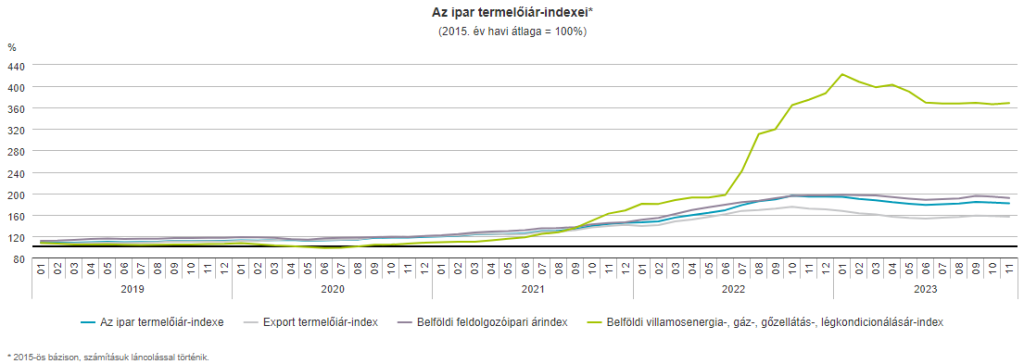 Az ipar termelőiár-indexei*
(2015. év havi átlaga = 100%)
%
440
400
360
320
280
240
200
160
120
80
01 02 03 04 05 06 07 08 09 10 11 12 01 02 03 04 05 06 07 08 09 10 11 12 01 02 03 04 05 06 07 08 09 10 11 12 01 02 03 04 05 06 07 08 09 10 11 12 01 02 03 04 05 06 07 08 09 10 11
2019 2020 2021 2022 2023
Az ipar termelőiár-indexe Export termelőiár-index Belföldi feldolgozóipari árindex Belföldi villamosenergia-, gáz-, gőzellátás-, légkondicionálásár-index
* 2015-ös bázison, számításuk láncolással történik.